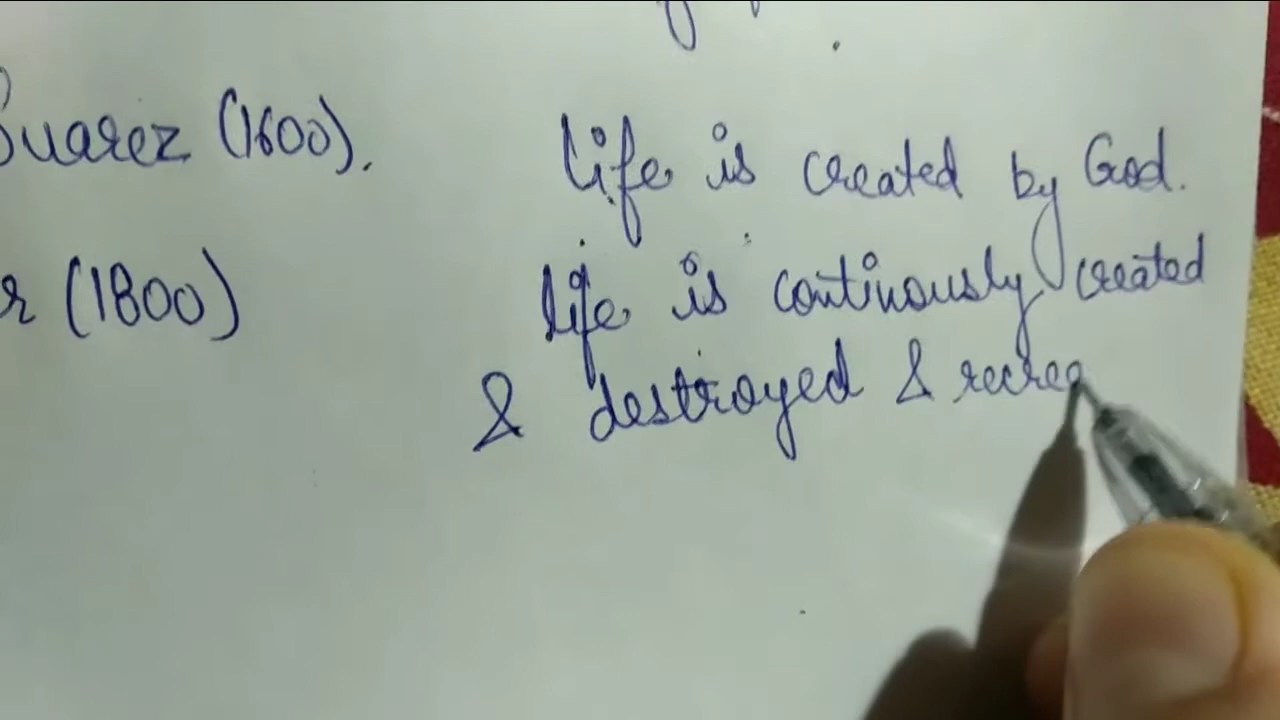 Suarez (1600). life is created by God.
r (1800) life is continously created
& destroyed & recrea